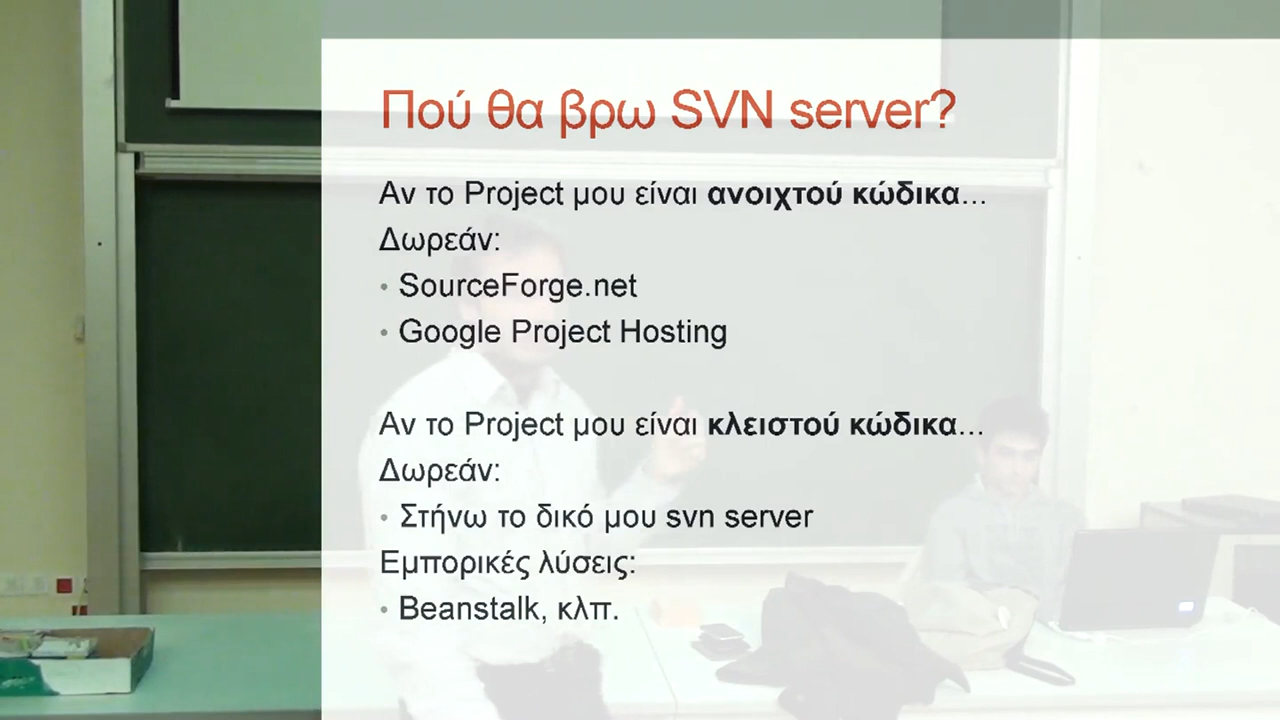 Πού θα βρω SVN server?
Αν το Project μου είναι ανοιχτού κώδικα...
Δωρεάν:
• SourceForge.net
• Google Project Hosting
Αν το Project μου είναι κλειστού κώδικα...
Δωρεάν:
• Στήνω το δικό μου svn server
Εμπορικές λύσεις:
• Beanstalk, κλπ.